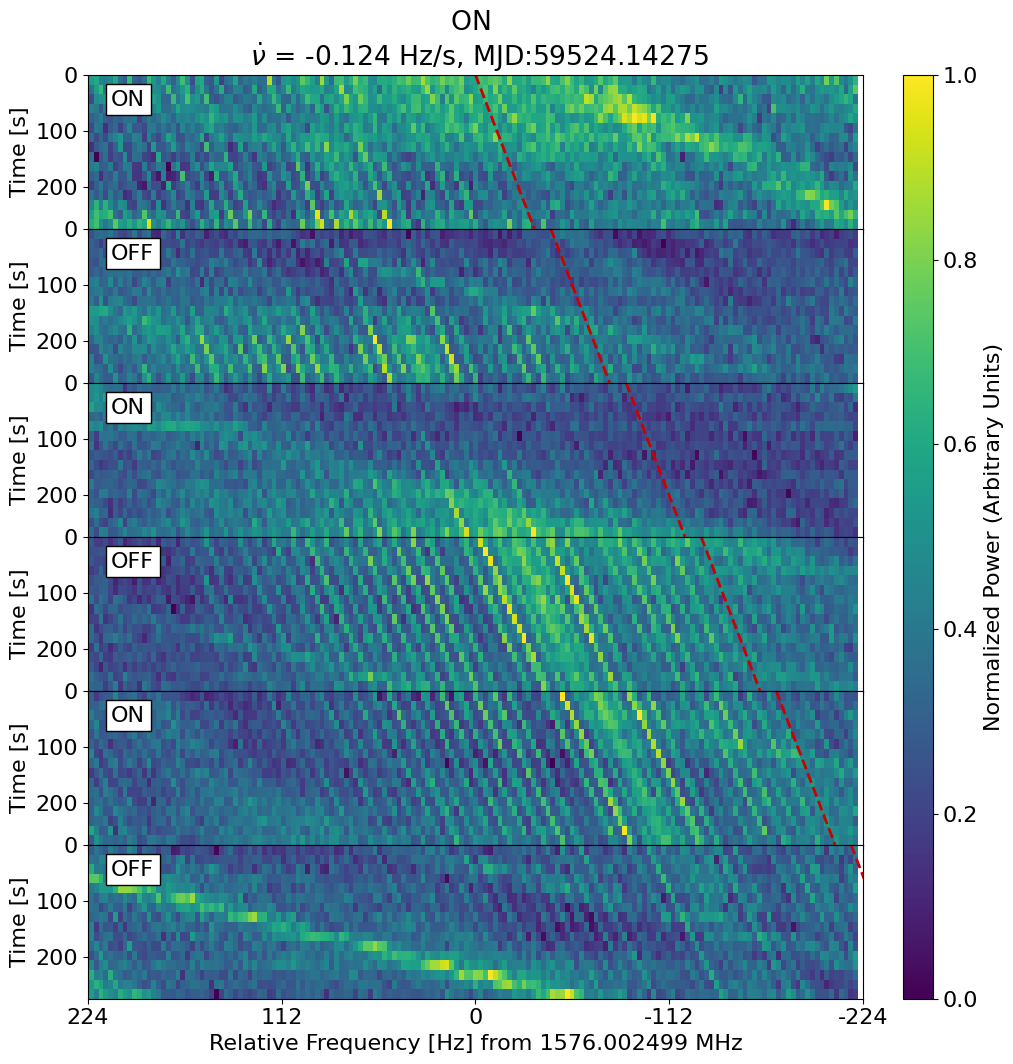 ON
ν̇ = -0.124 Hz/s, MJD:59524.14275
0
ON
100
Time [s]
200
0
OFF
100
Time [s]
200
0
ON
100
Time [s]
200
0
OFF
100
Time [s]
200
0
ON
100
Time [s]
200
0
OFF
100
Time [s]
200
224 112 0 -112 -224
Relative Frequency [Hz] from 1576.002499 MHz
1.0
0.8
0.6
0.4
0.2
0.0
Normalized Power (Arbitrary Units)